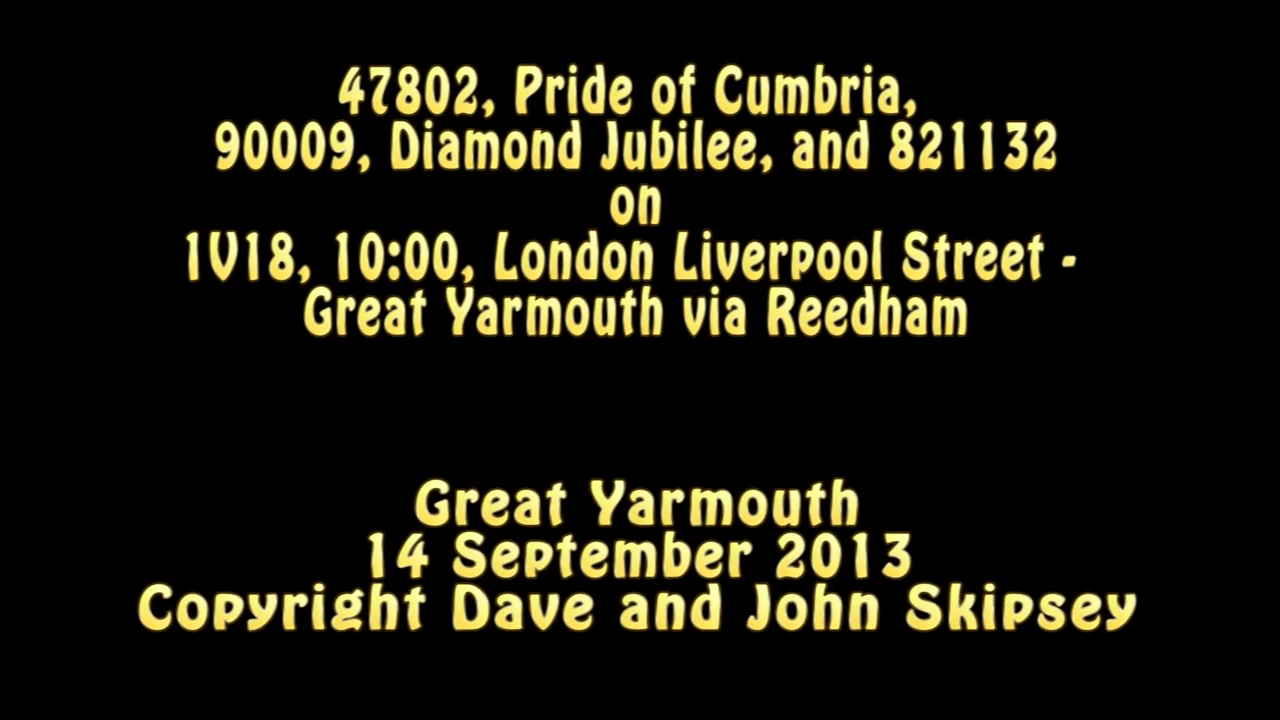 47802, Pride of Cumbria,
90009, Diamond Jubilee, and 821132
on
1V18, 10:00, London Liverpool Street -
Great Yarmouth via Reedham
Great Yarmouth
14 September 2013
Copyright Dave and John Skipsey